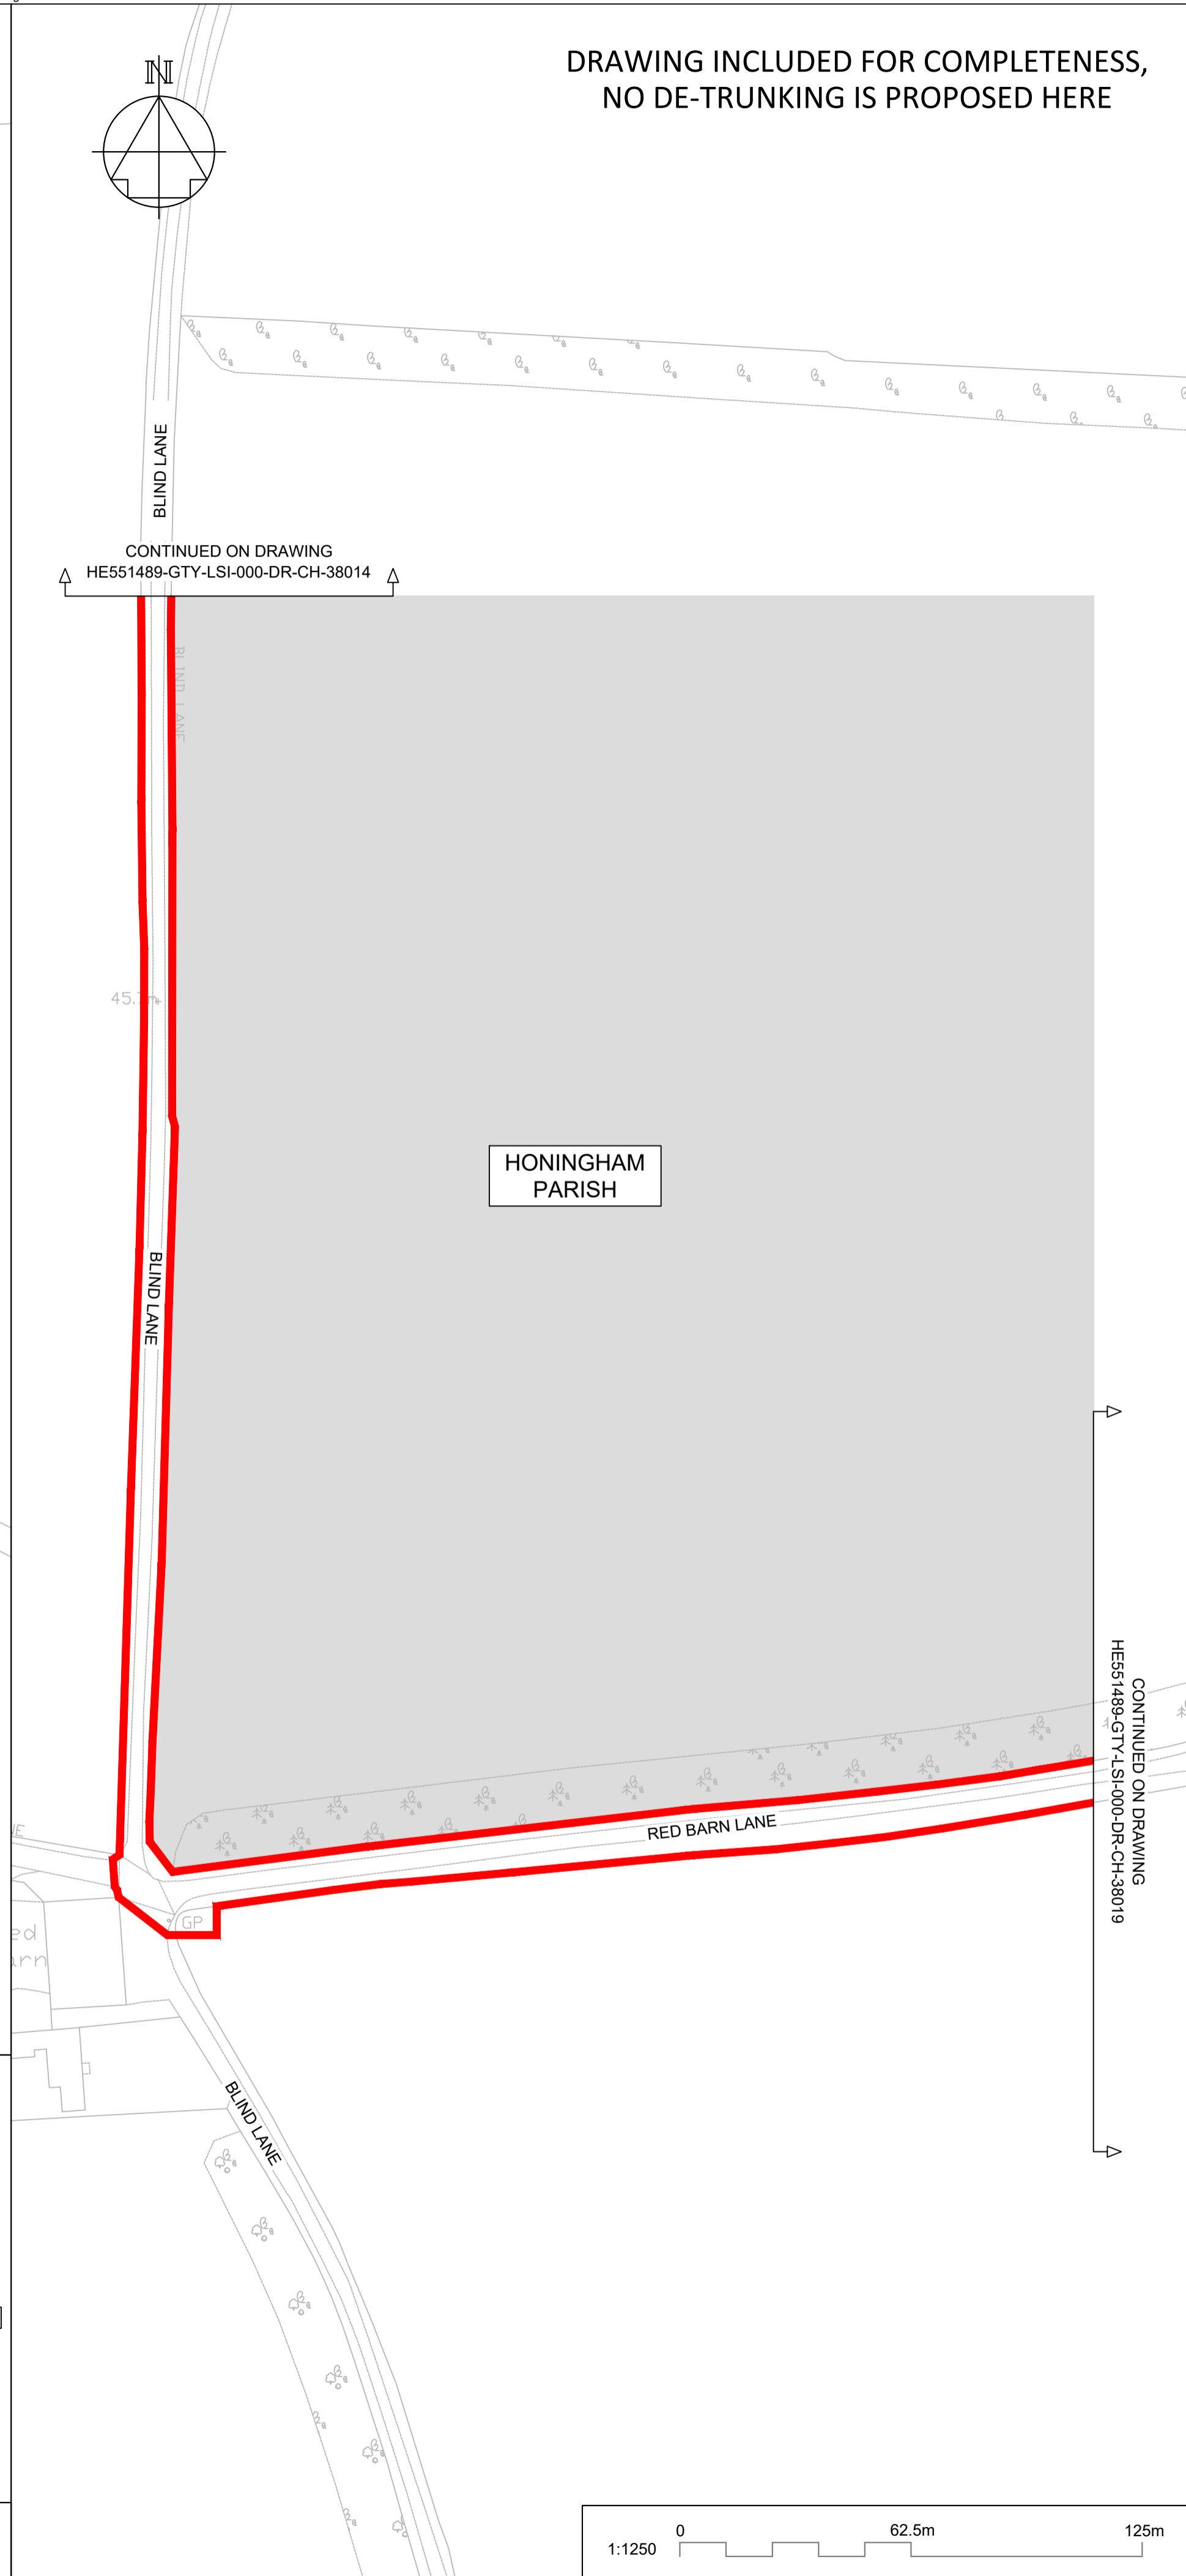 DRAWING INCLUDED FOR COMPLETENESS,
NO DE-TRUNKING IS PROPOSED HERE
N
BLIND LANE
CONTINUED ON DRAWING
HE551489-GTY-LSI-000-DR-CH-38014
BLIND LANE
HONINGHAM
PARISH
BLIND LANE
CONTINUED ON DRAWING
HE551489-GTY-LSI-000-DR-CH-38019
RED BARN LANE
GP
BLIND LANE
0 62.5m 125m
1:1250